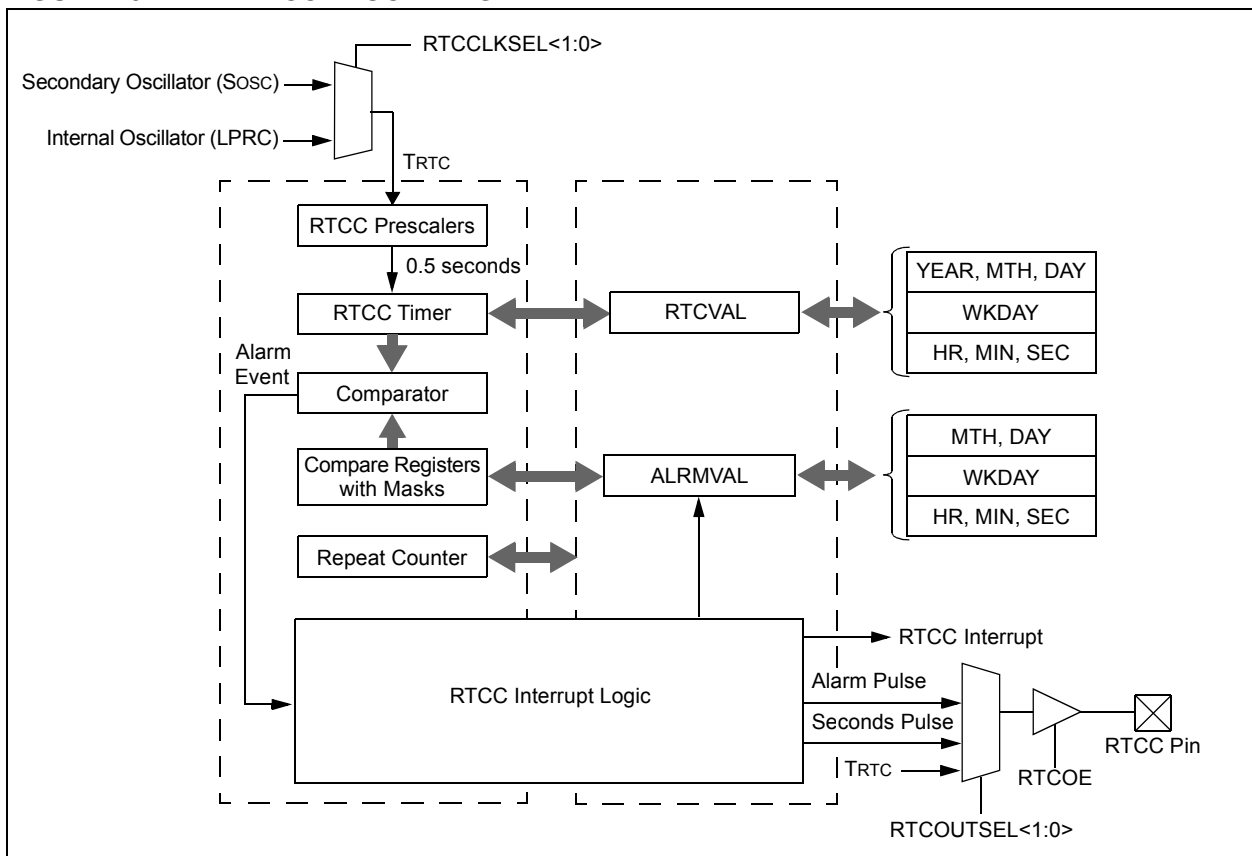 RTCCLKSEL<1:0>
Secondary Oscillator (SOSC)
Internal Oscillator (LPRC)
TRTC
RTCC Prescalers
0.5 seconds
RTCC Timer
RTCVAL
YEAR, MTH, DAY
WKDAY
HR, MIN, SEC
Alarm
Event
Comparator
Compare Registers
with Masks
ALRMVAL
MTH, DAY
WKDAY
HR, MIN, SEC
Repeat Counter
RTCC Interrupt Logic
RTCC Interrupt
Alarm Pulse
Seconds Pulse
TRTC
RTCC Pin
RTCOE
RTCOUTSEL<1:0>